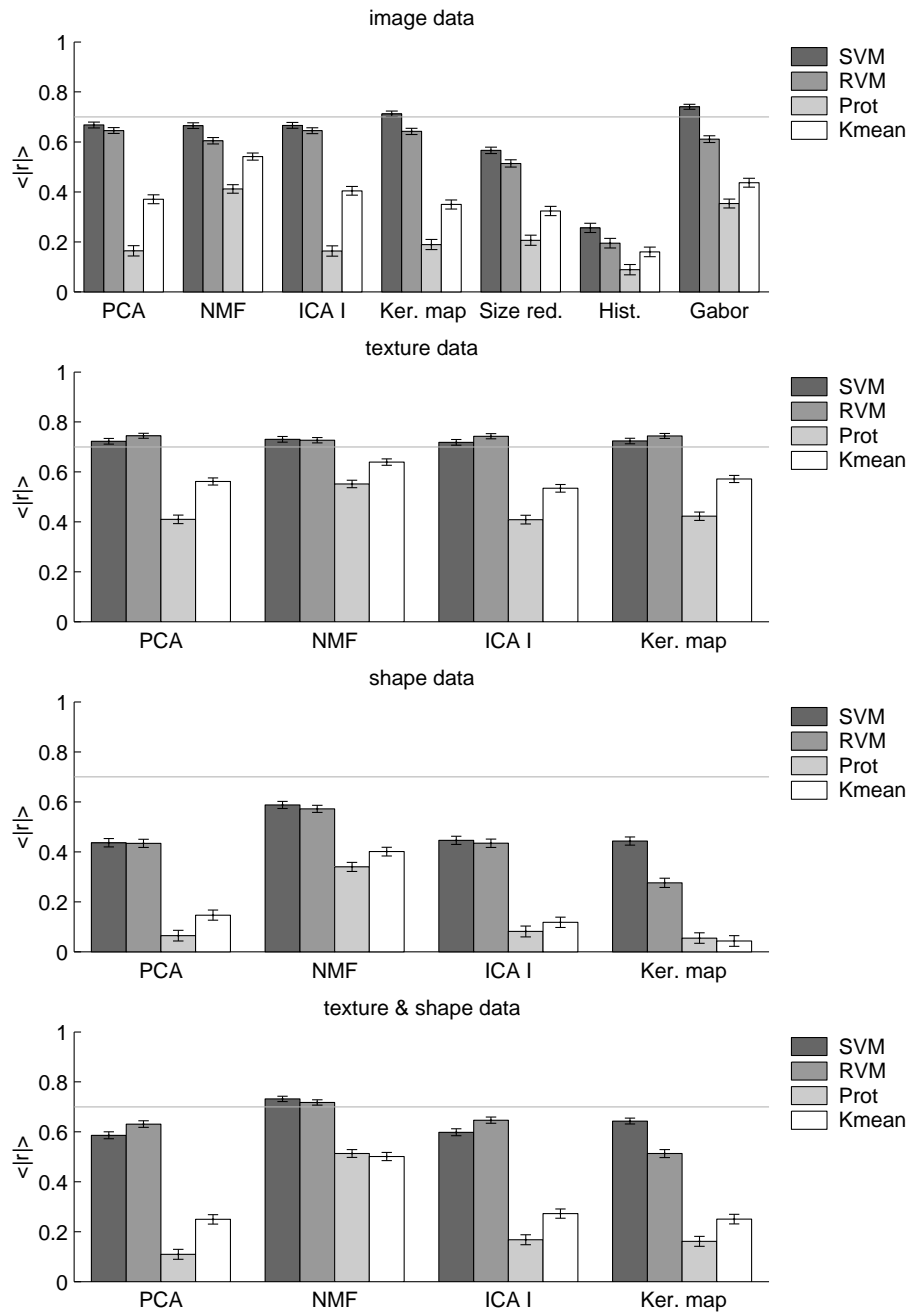 image data
1
0.8
0.6
0.4
0.2
0
<|r|>
PCA NMF ICA I Ker. map Size red. Hist. Gabor
SVM
RVM
Prot
Kmean
texture data
1
0.8
0.6
0.4
0.2
0
<|r|>
PCA NMF ICA I Ker. map
SVM
RVM
Prot
Kmean
shape data
1
0.8
0.6
0.4
0.2
0
<|r|>
PCA NMF ICA I Ker. map
SVM
RVM
Prot
Kmean
texture & shape data
1
0.8
0.6
0.4
0.2
0
<|r|>
PCA NMF ICA I Ker. map
SVM
RVM
Prot
Kmean